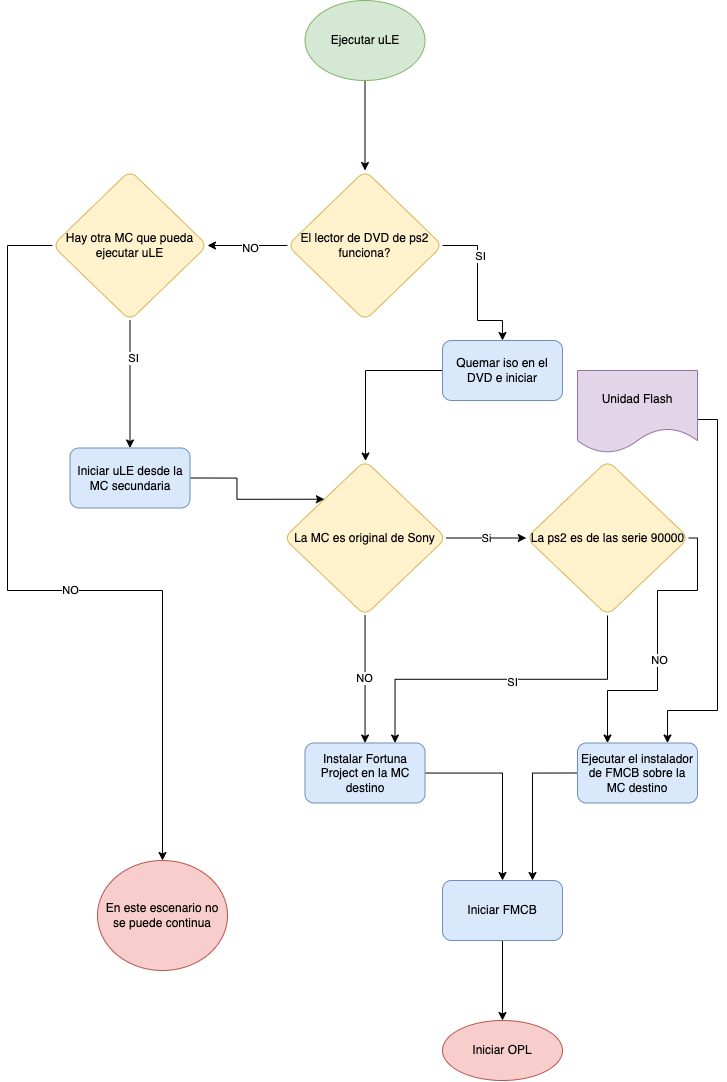 Ejecutar uLE
Hay otra MC que pueda
ejecutar uLE
NO
El lector de DVD de ps2
funciona?
SI
SI
Quemar iso en el
DVD e iniciar
Unidad Flash
Iniciar uLE desde la
MC secundaria
La MC es original de Sony
Si
La ps2 es de las serie 90000
NO
NO
SI
NO
Instalar Fortuna
Project en la MC
destino
Ejecutar el instalador
de FMCB sobre la
MC destino
En este escenario no
se puede continua
Iniciar FMCB
Iniciar OPL